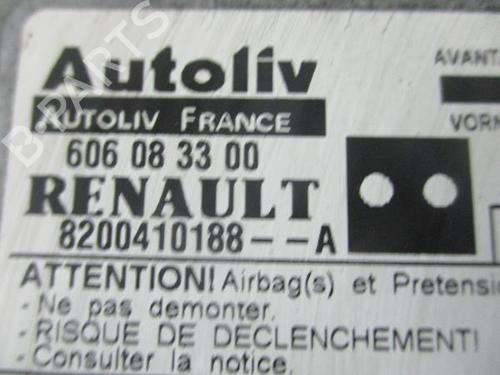 Autoliv
AVANT
AUTOLIV FRANCE
VORN
606 08 33 00
RENAULT
8200410188--A
ATTENTION! Airbag(s) et Pretensi
- Ne pas demonter.
- RISQUE DE DECLENCHEMENT!
- Consulter la notice.
B-PARTS